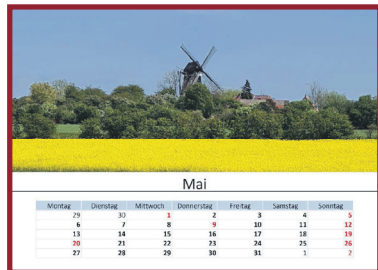 Mai
Montag Dienstag Mittwoch Donnerstag Freitag Samstag Sonntag
29 30 1 2 3 4 5
6 7 8 9 10 11 12
13 14 15 16 17 18 19
20 21 22 23 24 25 26
27 28 29 30 31 1 2